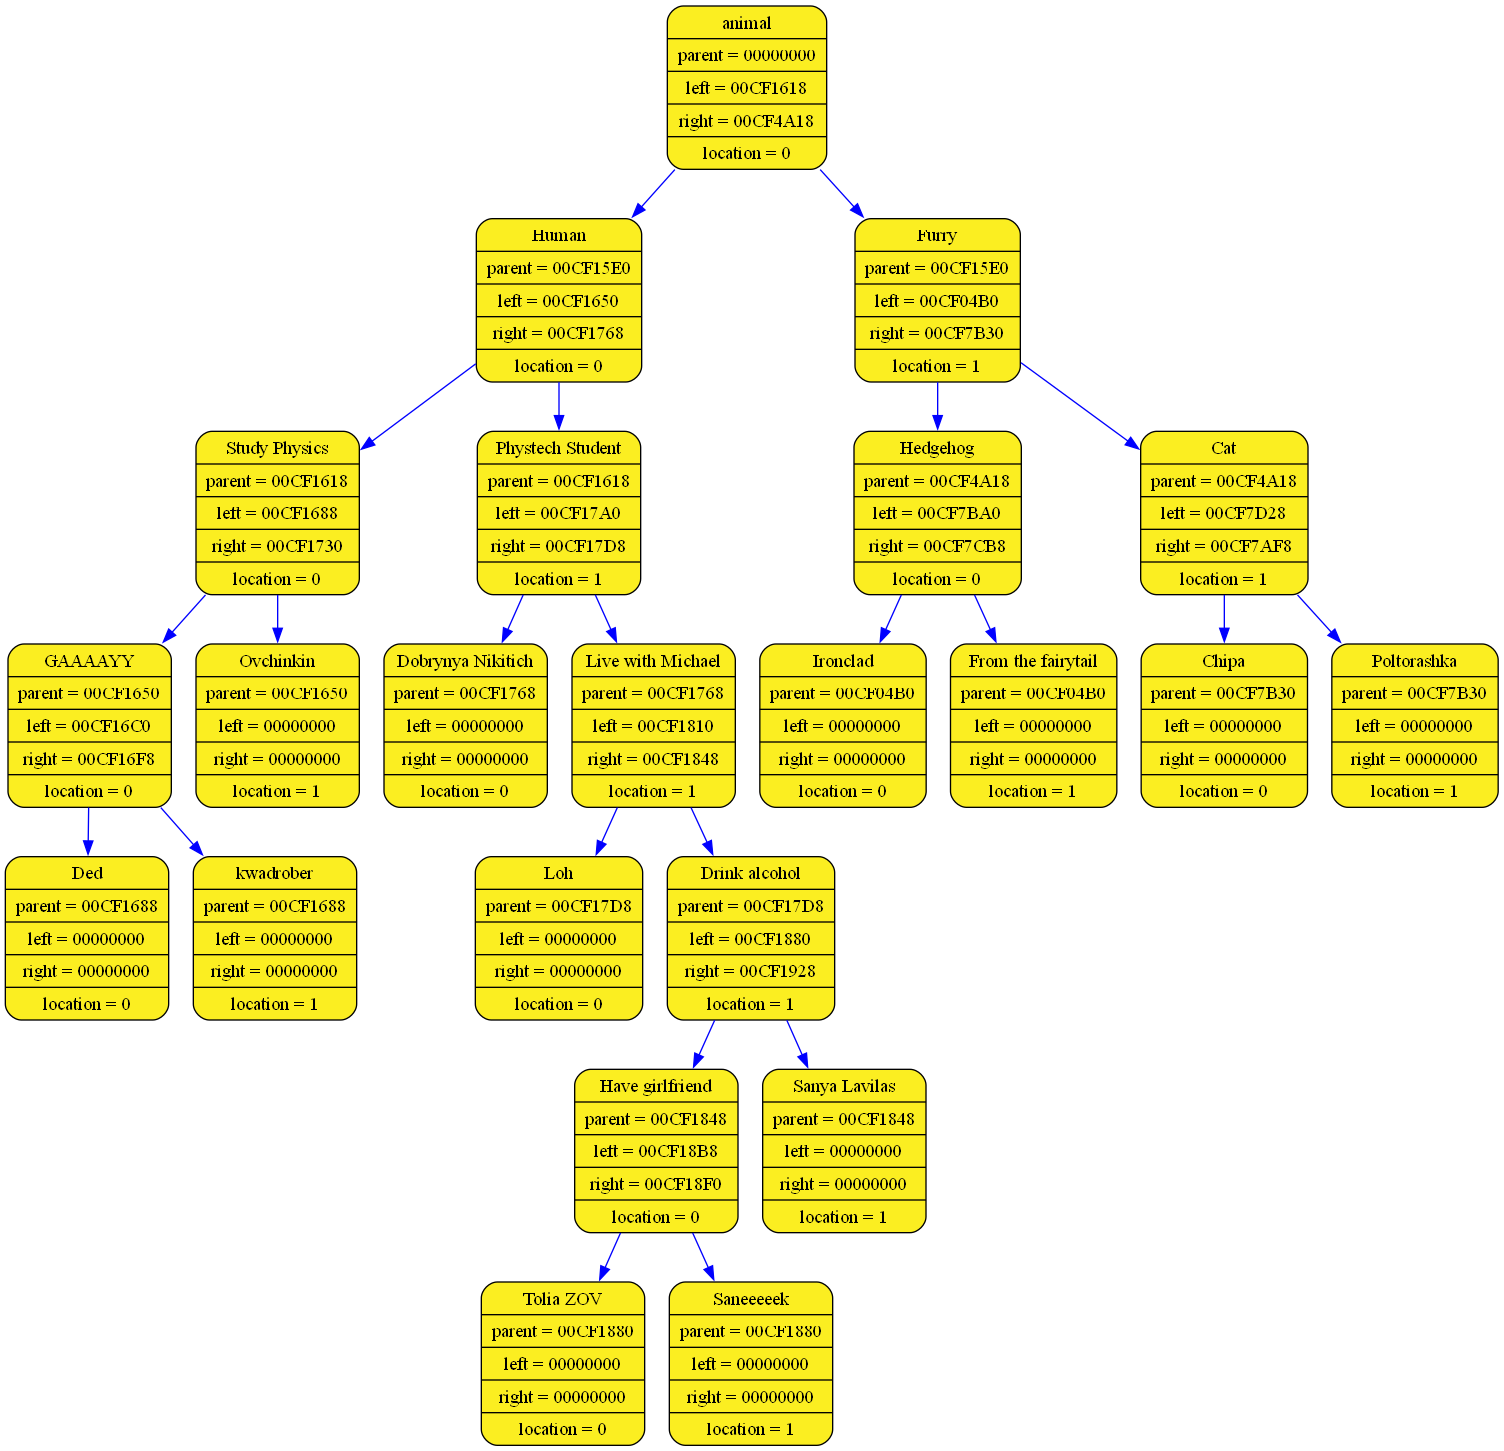 animal
parent = 00000000
left = 00CF1618
right = 00CF4A18
location = 0
Human
parent = 00CF15E0
left = 00CF1650
right = 00CF1768
location = 0
Furry
parent = 00CF15E0
left = 00CF04B0
right = 00CF7B30
location = 1
Study Physics
parent = 00CF1618
left = 00CF1688
right = 00CF1730
location = 0
Phystech Student
parent = 00CF1618
left = 00CF17A0
right = 00CF17D8
location = 1
Hedgehog
parent = 00CF4A18
left = 00CF7BA0
right = 00CF7CB8
location = 0
Cat
parent = 00CF4A18
left = 00CF7D28
right = 00CF7AF8
location = 1
GAAAAYY
parent = 00CF1650
left = 00CF16C0
right = 00CF16F8
location = 0
Ovchinkin
parent = 00CF1650
left = 00000000
right = 00000000
location = 1
Dobrynya Nikitich
parent = 00CF1768
left = 00000000
right = 00000000
location = 0
Live with Michael
parent = 00CF1768
left = 00CF1810
right = 00CF1848
location = 1
Ironclad
parent = 00CF04B0
left = 00000000
right = 00000000
location = 0
From the fairytail
parent = 00CF04B0
left = 00000000
right = 00000000
location = 1
Chipa
parent = 00CF7B30
left = 00000000
right = 00000000
location = 0
Poltorashka
parent = 00CF7B30
left = 00000000
right = 00000000
location = 1
Ded
parent = 00CF1688
left = 00000000
right = 00000000
location = 0
kwadrober
parent = 00CF1688
left = 00000000
right = 00000000
location = 1
Loh
parent = 00CF17D8
left = 00000000
right = 00000000
location = 0
Drink alcohol
parent = 00CF17D8
left = 00CF1880
right = 00CF1928
location = 1
Have girlfriend
parent = 00CF1848
left = 00CF18B8
right = 00CF18F0
location = 0
Sanya Lavilas
parent = 00CF1848
left = 00000000
right = 00000000
location = 1
Tolia ZOV
parent = 00CF1880
left = 00000000
right = 00000000
location = 0
Saneeeeek
parent = 00CF1880
left = 00000000
right = 00000000
location = 1